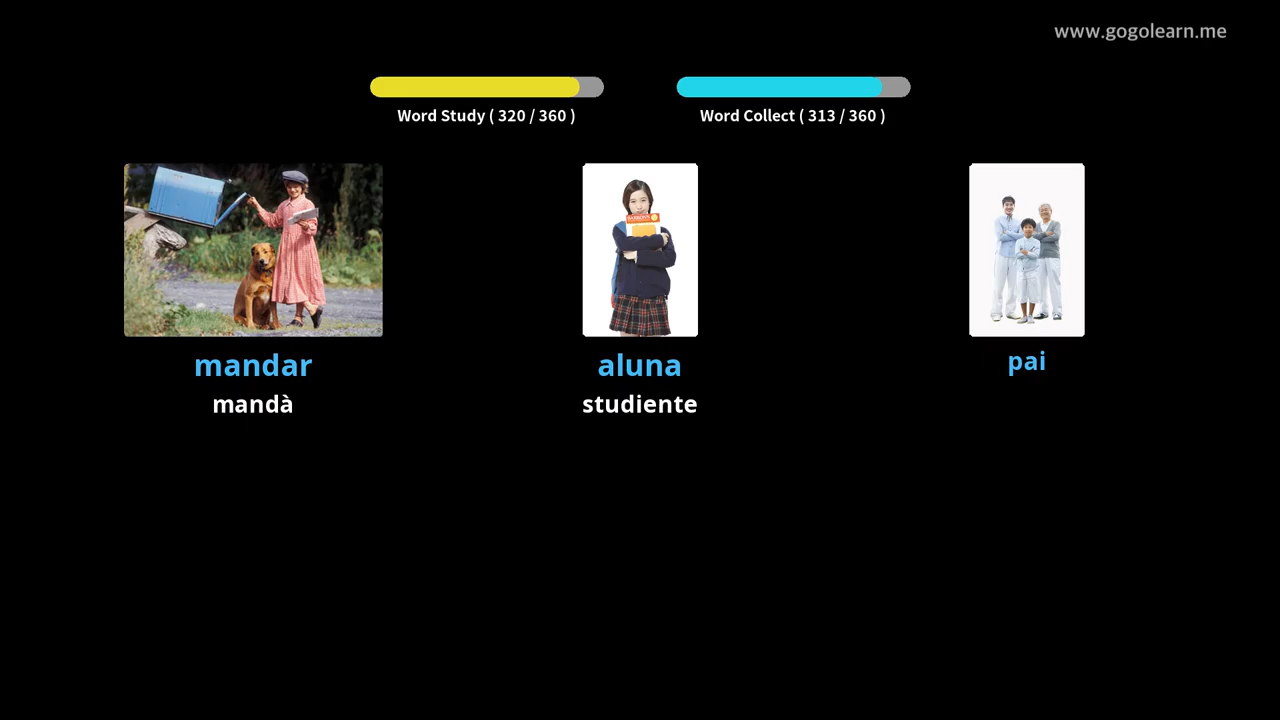 www.gogolearn.me
Word Study ( 320 / 360 )
Word Collect ( 313 / 360 )
mandar
mandà
aluna
studiente
pai